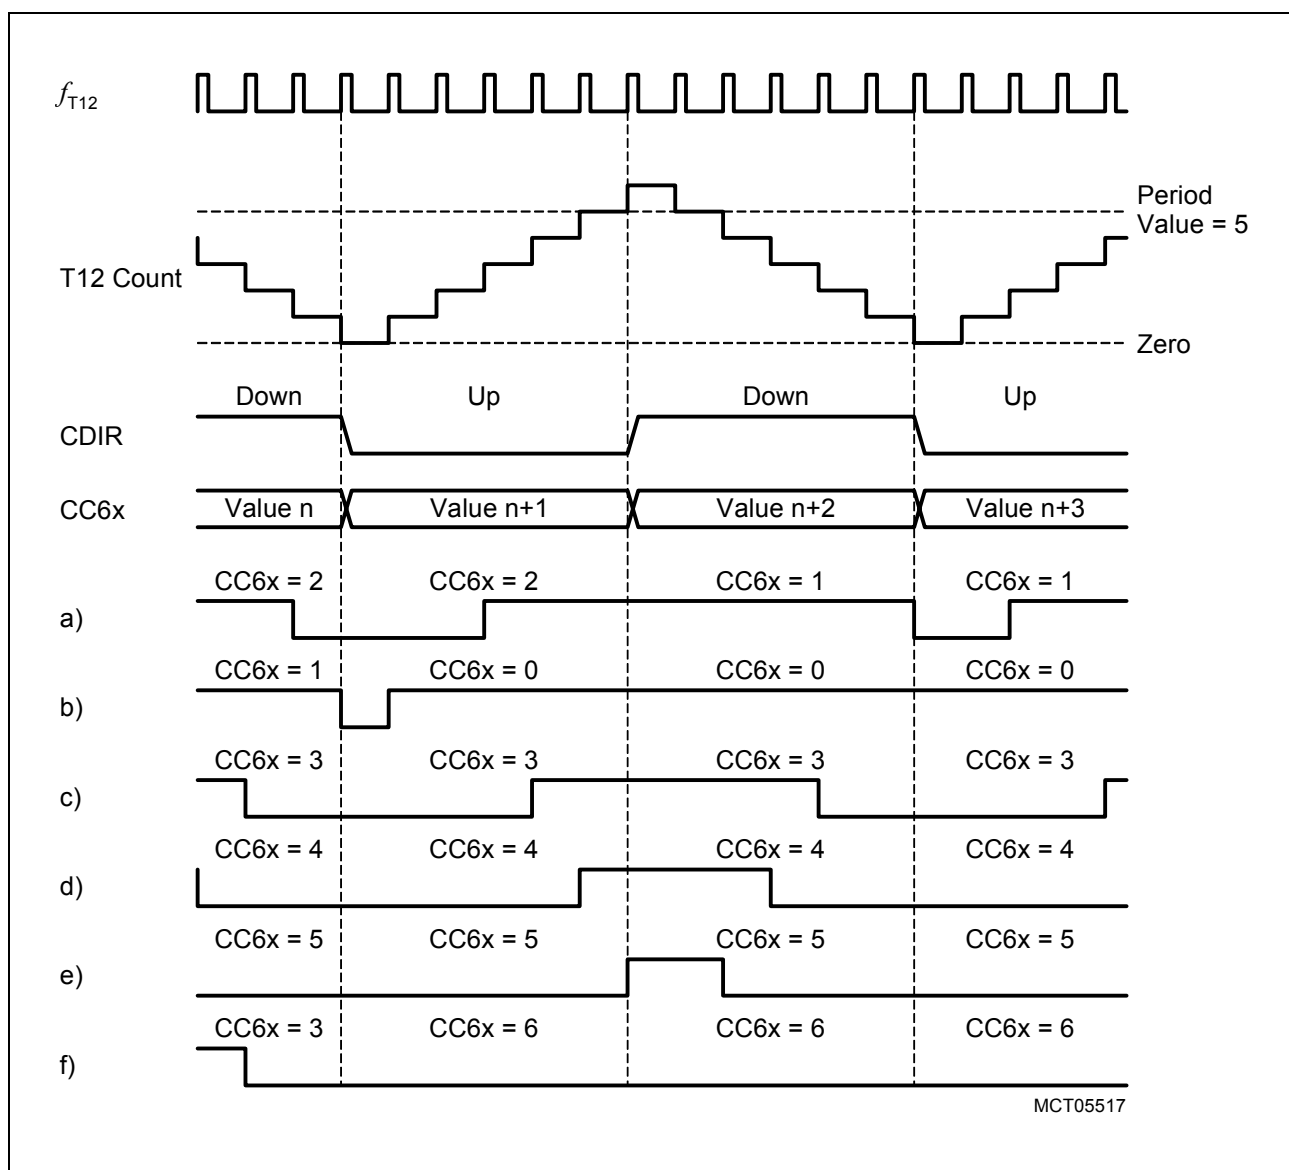 fT12
Period
Value = 5
T12 Count
Zero
Down Up Down Up
CDIR
CC6x Value n Value n+1 Value n+2 Value n+3
CC6x = 2 CC6x = 2 CC6x = 1 CC6x = 1
a)
CC6x = 1 CC6x = 0 CC6x = 0 CC6x = 0
b)
CC6x = 3 CC6x = 3 CC6x = 3 CC6x = 3
c)
CC6x = 4 CC6x = 4 CC6x = 4 CC6x = 4
d)
CC6x = 5 CC6x = 5 CC6x = 5 CC6x = 5
e)
CC6x = 3 CC6x = 6 CC6x = 6 CC6x = 6
f)
MCT05517